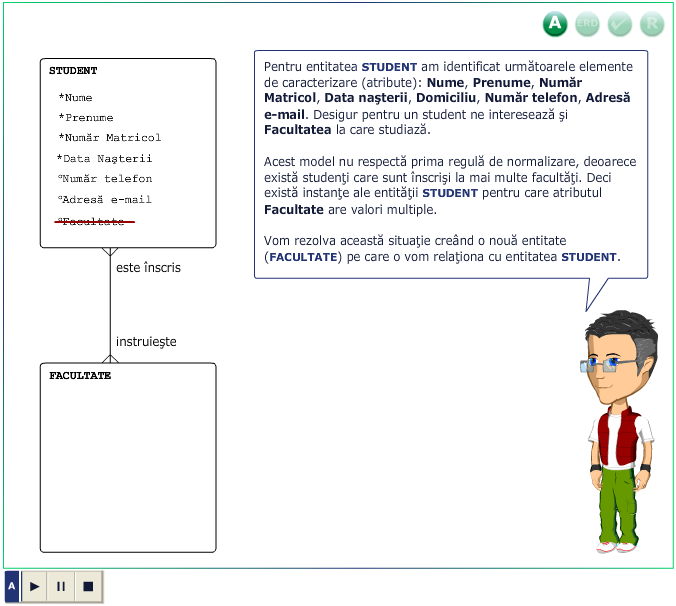 A ERD R
STUDENT
*Nume
*Prenume
*Număr Matricol
*Data Naşterii
ºNumăr telefon
ºAdresă e-mail
ºFacultate
este înscris
instruieşte
FACULTATE
Pentru entitatea STUDENT am identificat următoarele elemente
de caracterizare (atribute): Nume, Prenume, Număr
Matricol, Data naşterii, Domiciliu, Număr telefon, Adresă
e-mail. Desigur pentru un student ne interesează şi
Facultatea la care studiază.
Acest model nu respectă prima regulă de normalizare, deoarece
există studenţi care sunt înscrişi la mai multe facultăţi. Deci
există instanţe ale entităţii STUDENT pentru care atributul
Facultate are valori multiple.
Vom rezolva această situaţie creând o nouă entitate
(FACULTATE) pe care o vom relaţiona cu entitatea STUDENT.
A